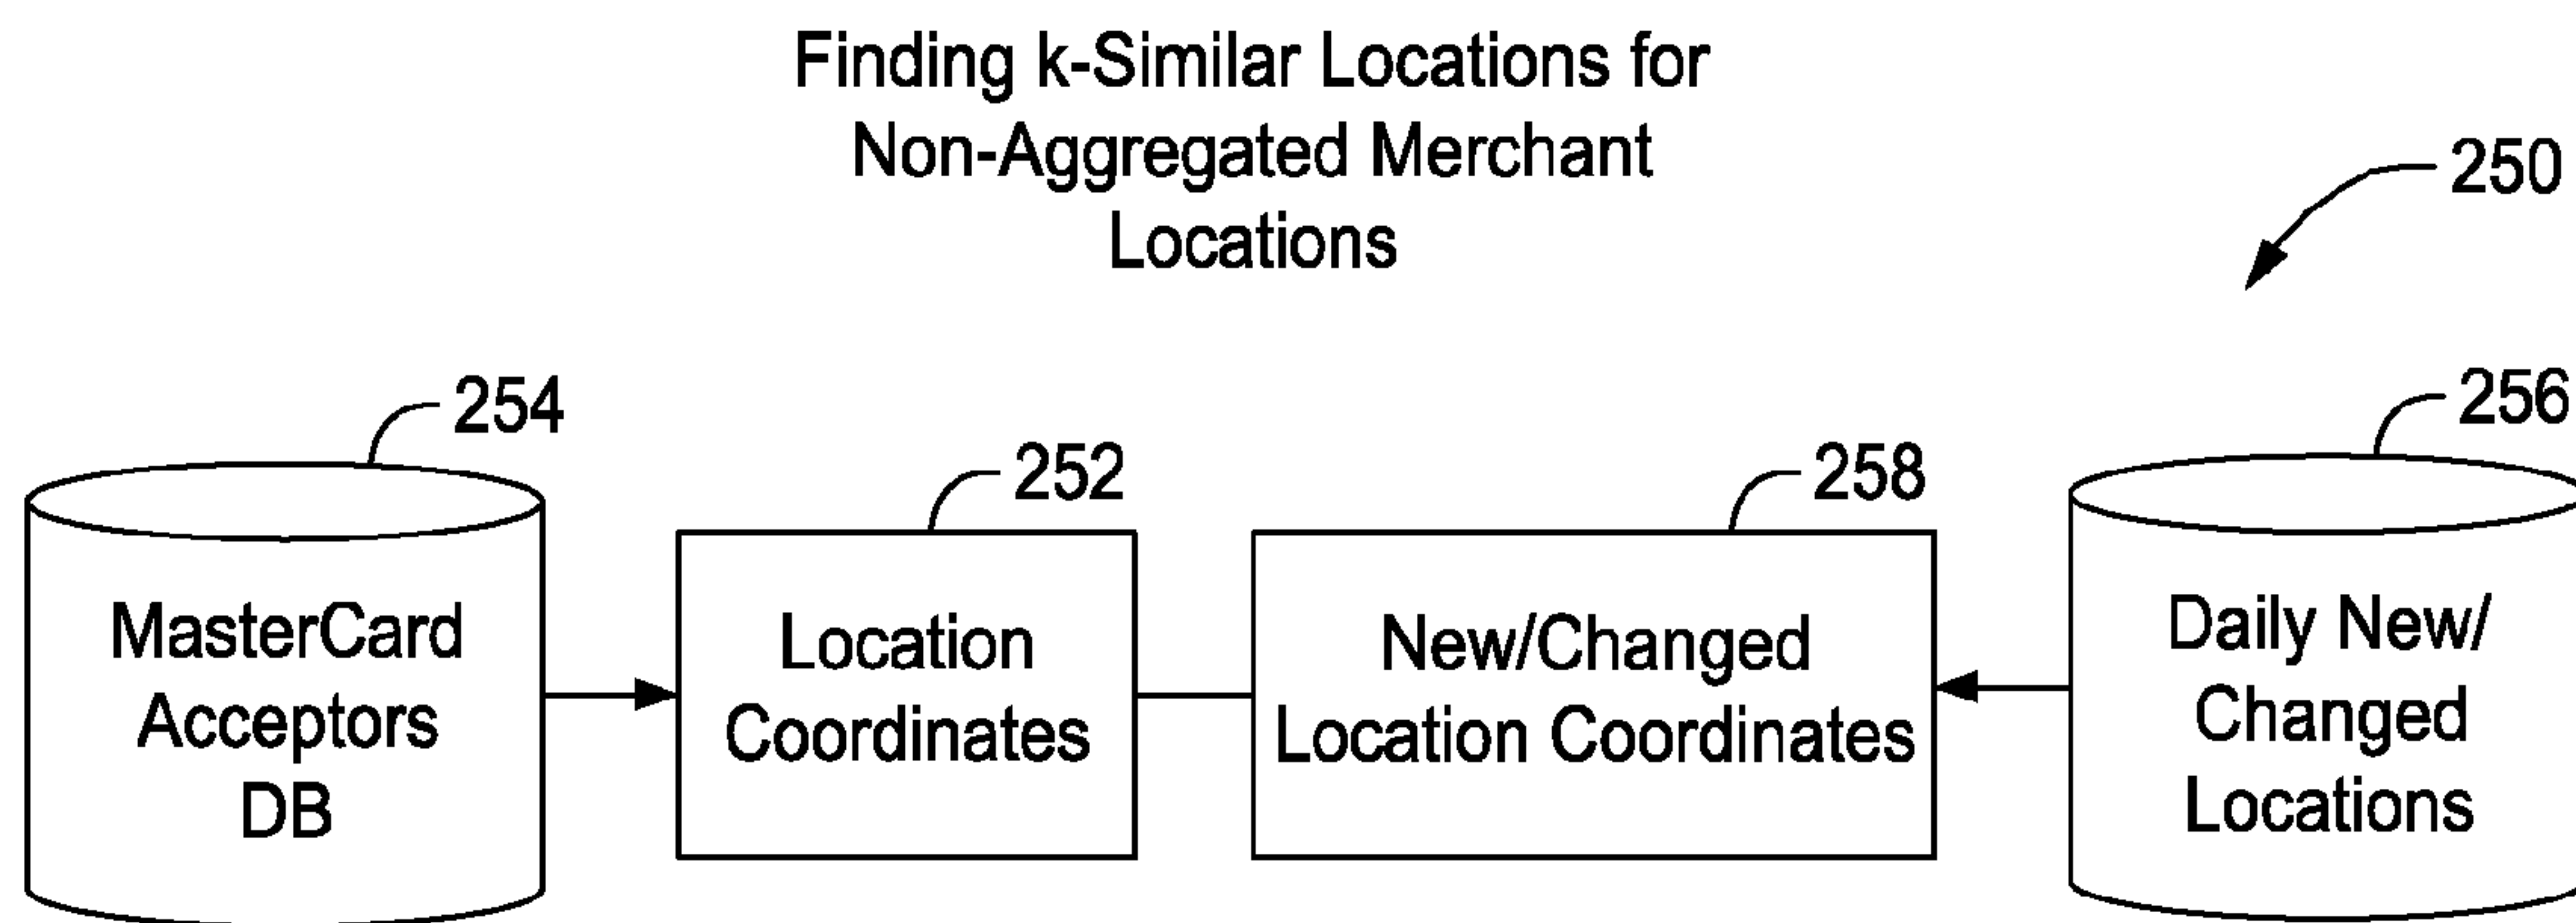 Finding k-Similar Locations for
Non-Aggregated Merchant
Locations
250
254
252
258
256
MasterCard
Acceptors
DB
Location
Coordinates
New/Changed
Location Coordinates
Daily New/
Changed
Locations